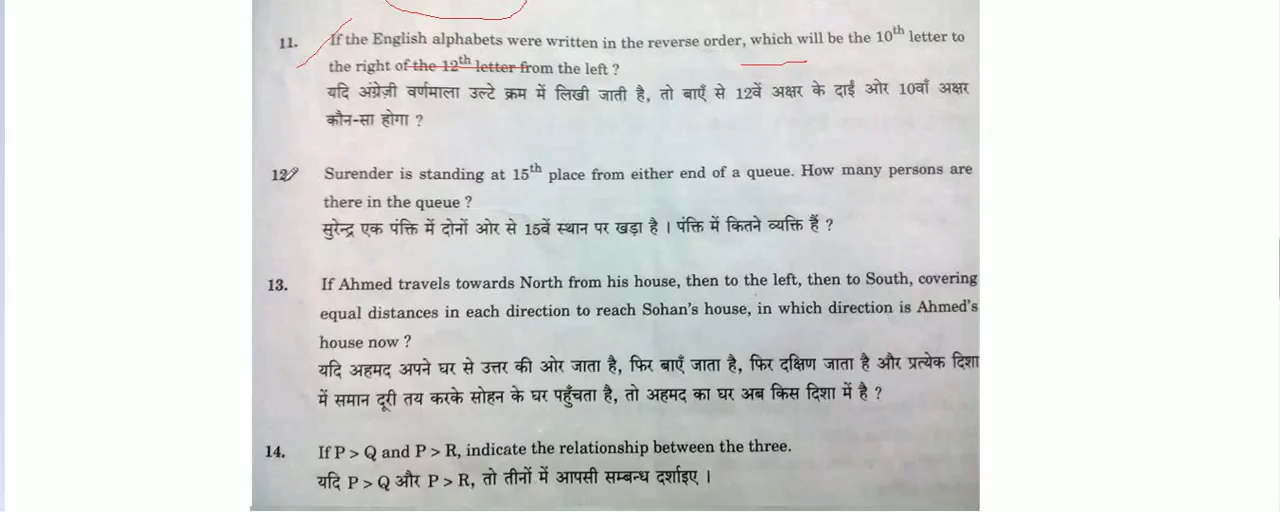 11. If the English alphabets were written in the reverse order, which will be the 10th letter to
the right of the 12th letter from the left ?
यदि अंग्रेज़ी वर्णमाला उल्टे क्रम में लिखी जाती है, तो बाएँ से 12वें अक्षर के दाईं ओर 10वाँ अक्षर
कौन-सा होगा ?
12. Surender is standing at 15th place from either end of a queue. How many persons are
there in the queue ?
सुरेन्द्र एक पंक्ति में दोनों ओर से 15वें स्थान पर खड़ा है । पंक्ति में कितने व्यक्ति हैं ?
13. If Ahmed travels towards North from his house, then to the left, then to South, covering
equal distances in each direction to reach Sohan's house, in which direction is Ahmed's
house now ?
यदि अहमद अपने घर से उत्तर की ओर जाता है, फिर बाएँ जाता है, फिर दक्षिण जाता है और प्रत्येक दिशा
में समान दूरी तय करके सोहन के घर पहुँचता है, तो अहमद का घर अब किस दिशा में है ?
14. If P > Q and P > R, indicate the relationship between the three.
यदि P > Q और P > R, तो तीनों में आपसी सम्बन्ध दर्शाइए ।